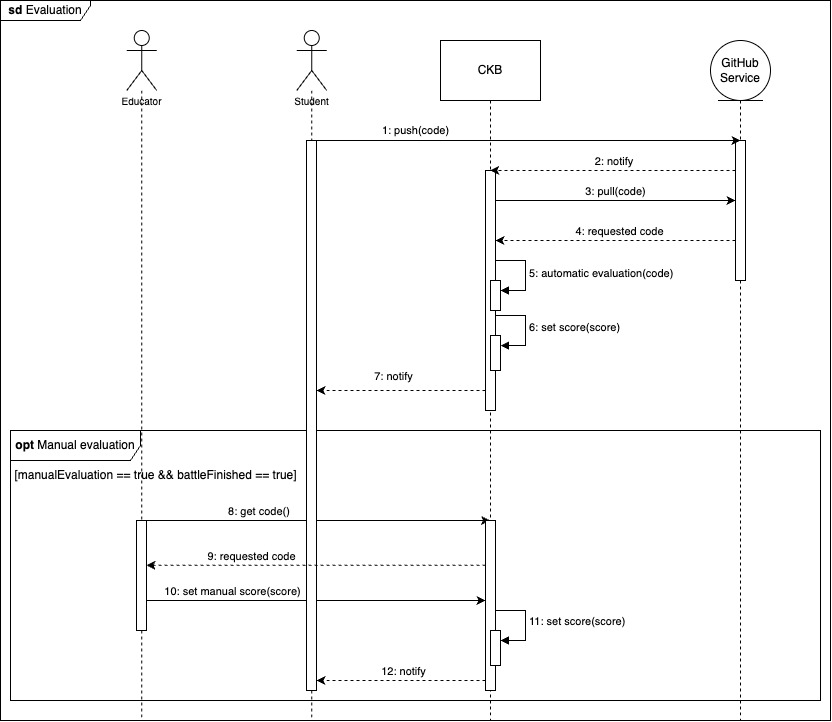 sd Evaluation
Educator
Student
CKB
GitHub
Service
1: push(code)
2: notify
3: pull(code)
4: requested code
5: automatic evaluation(code)
6: set score(score)
7: notify
opt Manual evaluation
[manualEvaluation == true && battleFinished == true]
8: get code()
9: requested code
10: set manual score(score)
11: set score(score)
12: notify